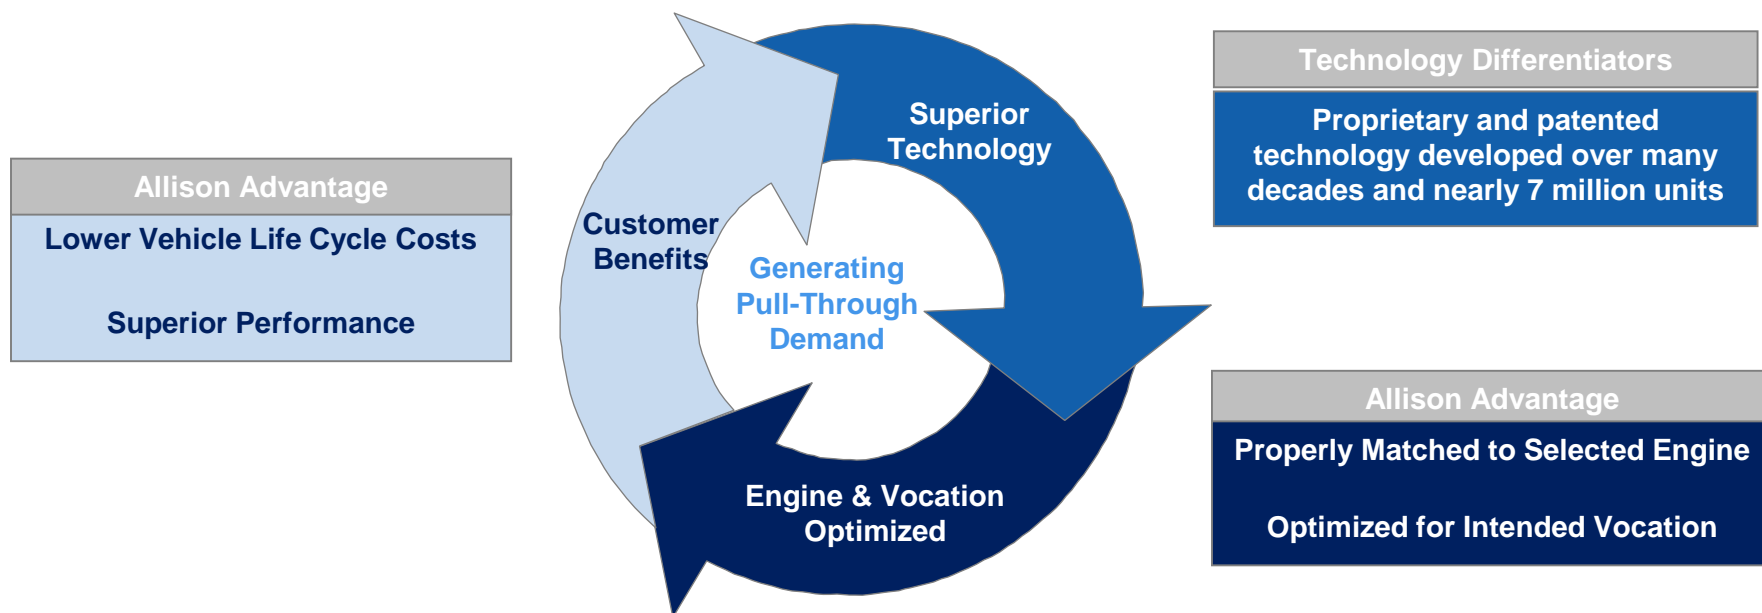 Allison Advantage
Lower Vehicle Life Cycle Costs
Superior Performance
Customer
Benefits
Superior
Technology
Generating
Pull-Through
Demand
Engine & Vocation
Optimized
Technology Differentiators
Proprietary and patented
technology developed over many
decades and nearly 7 million units
Allison Advantage
Properly Matched to Selected Engine
Optimized for Intended Vocation